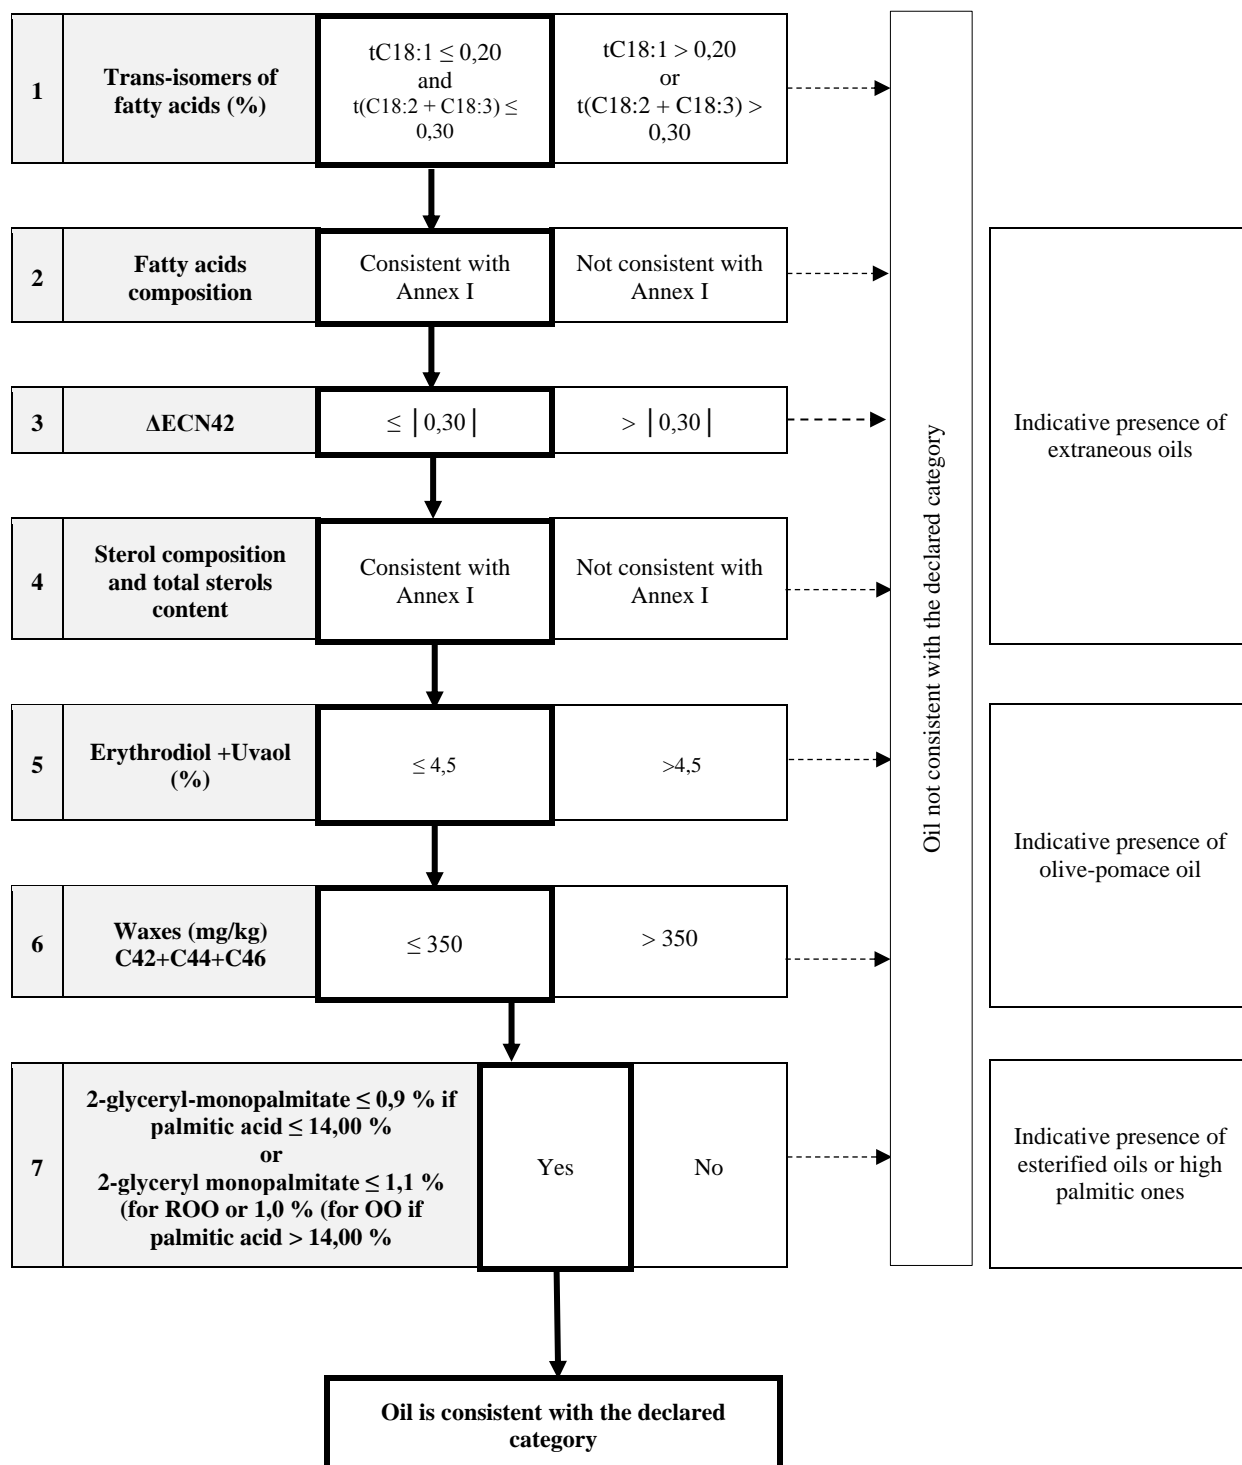 1
Trans-isomers of
fatty acids (%)
tC18:1 ≤ 0,20
and
t(C18:2 + C18:3) ≤
0,30
tC18:1 > 0,20
or
t(C18:2 + C18:3) >
0,30
2
Fatty acids
composition
Consistent with
Annex I
Not consistent with
Annex I
3
ΔECN42
≤ │0,30│
> │0,30│
4
Sterol composition
and total sterols
content
Consistent with
Annex I
Not consistent with
Annex I
5
Erythrodiol +Uvaol
(%)
≤ 4,5
>4,5
6
Waxes (mg/kg)
C42+C44+C46
≤ 350
> 350
7
2-glyceryl-monopalmitate ≤ 0,9 % if
palmitic acid ≤ 14,00 %
or
2-glyceryl monopalmitate ≤ 1,1 %
(for ROO or 1,0 % (for OO if
palmitic acid > 14,00 %
Yes
No
Oil not consistent with the declared category
Indicative presence of
extraneous oils
Indicative presence of
olive-pomace oil
Indicative presence of
esterified oils or high
palmitic ones
Oil is consistent with the declared
category